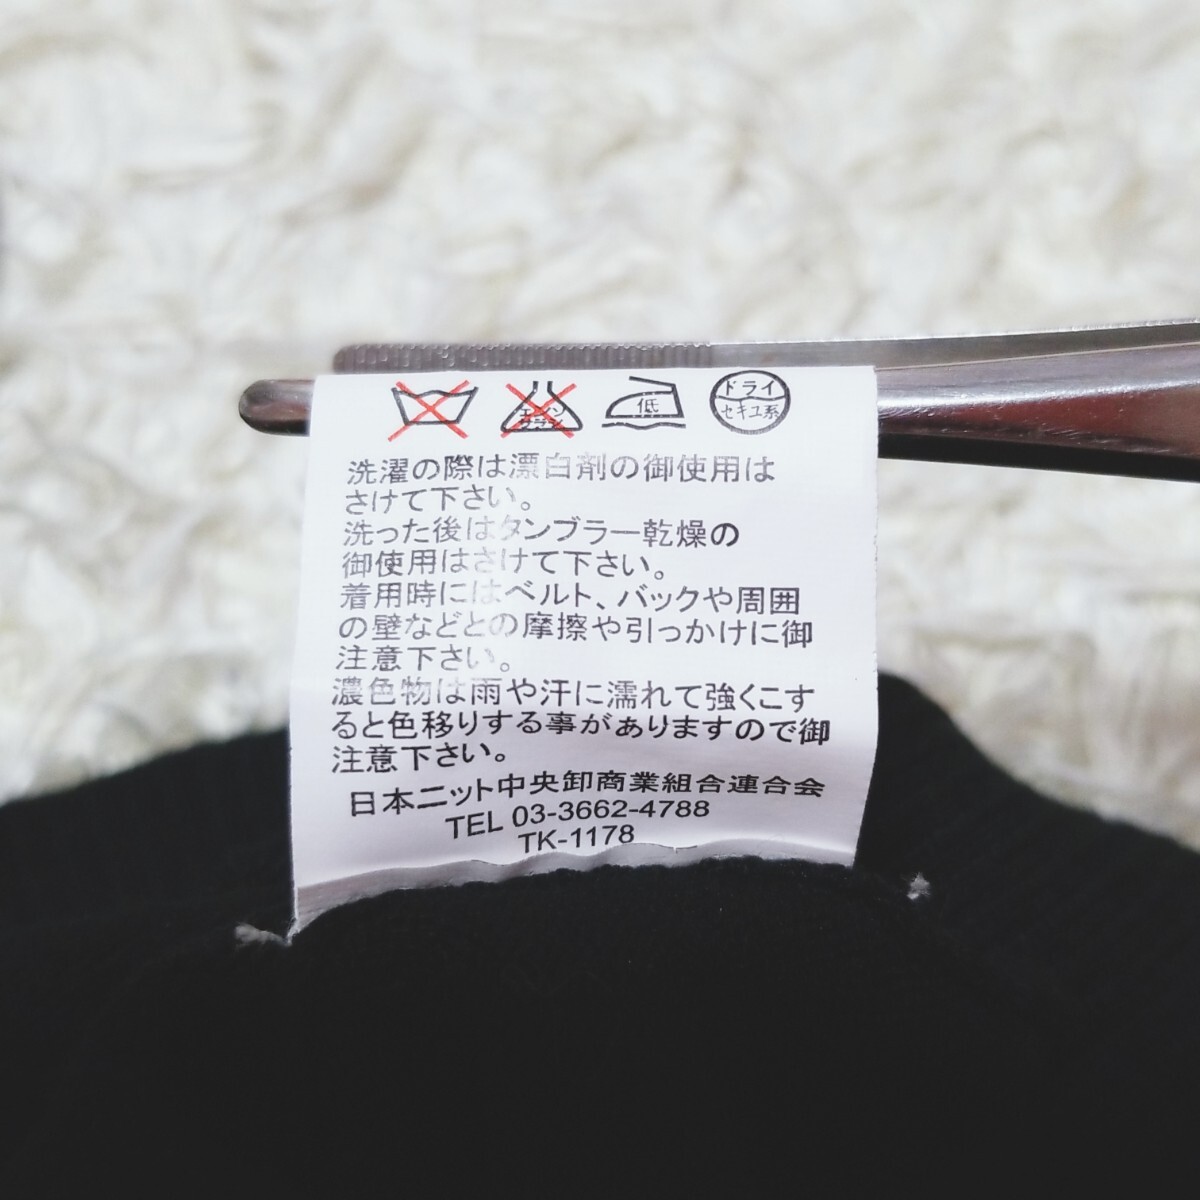 エンソ
サラシ
低
ドライ
セキユ系
洗濯の際は漂白剤の御使用は
さけて下さい。
洗った後はタンブラー乾燥の
御使用はさけて下さい。
着用時にはベルト、バックや周囲
の壁などとの摩擦や引っかけに御
注意下さい。
濃色物は雨や汗に濡れて強くこす
ると色移りする事がありますので御
注意下さい。
日本ニット中央卸商業組合連合会
TEL 03-3662-4788
TK-1178